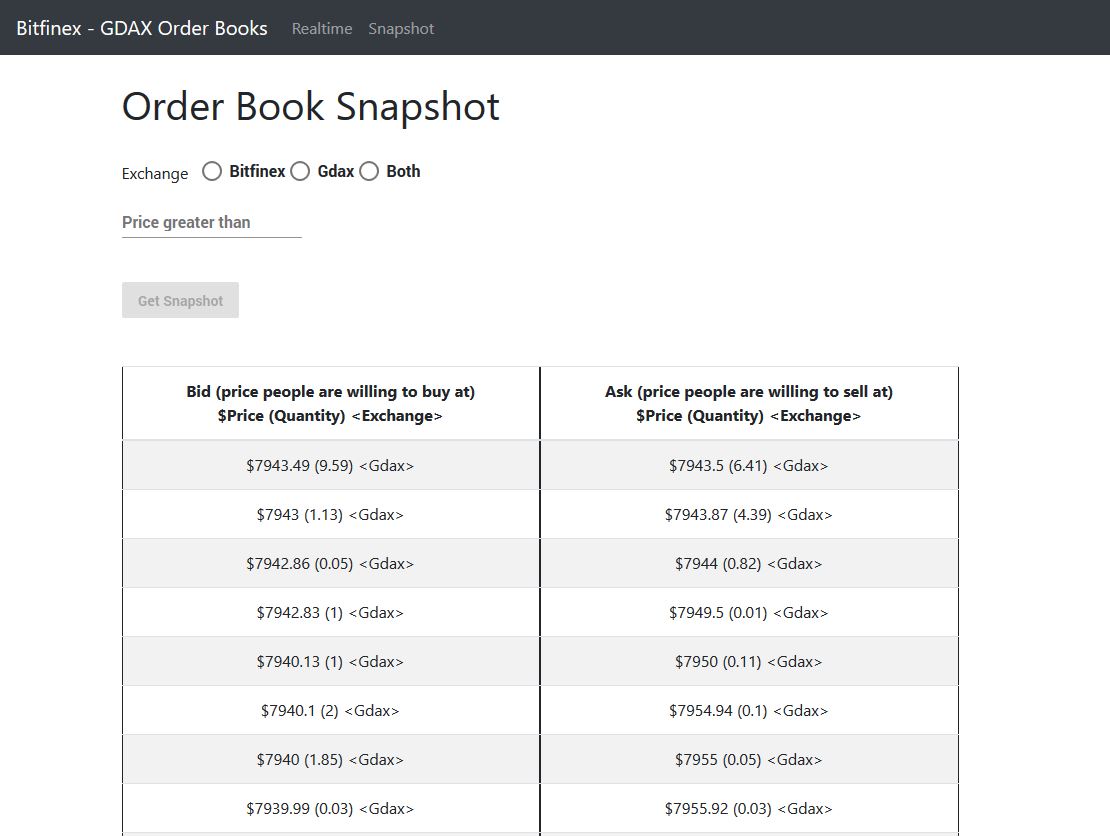 Bitfinex - GDAX Order Books Realtime Snapshot
Order Book Snapshot
Exchange Bitfinex Gdax Both
Price greater than
Get Snapshot
Bid (price people are willing to buy at) Ask (price people are willing to sell at)
$Price (Quantity) <Exchange> $Price (Quantity) <Exchange>
$7943.49 (9.59) <Gdax> $7943.5 (6.41) <Gdax>
$7943 (1.13) <Gdax> $7943.87 (4.39) <Gdax>
$7942.86 (0.05) <Gdax> $7944 (0.82) <Gdax>
$7942.83 (1) <Gdax> $7949.5 (0.01) <Gdax>
$7940.13 (1) <Gdax> $7950 (0.11) <Gdax>
$7940.1 (2) <Gdax> $7954.94 (0.1) <Gdax>
$7940 (1.85) <Gdax> $7955 (0.05) <Gdax>
$7939.99 (0.03) <Gdax> $7955.92 (0.03) <Gdax>